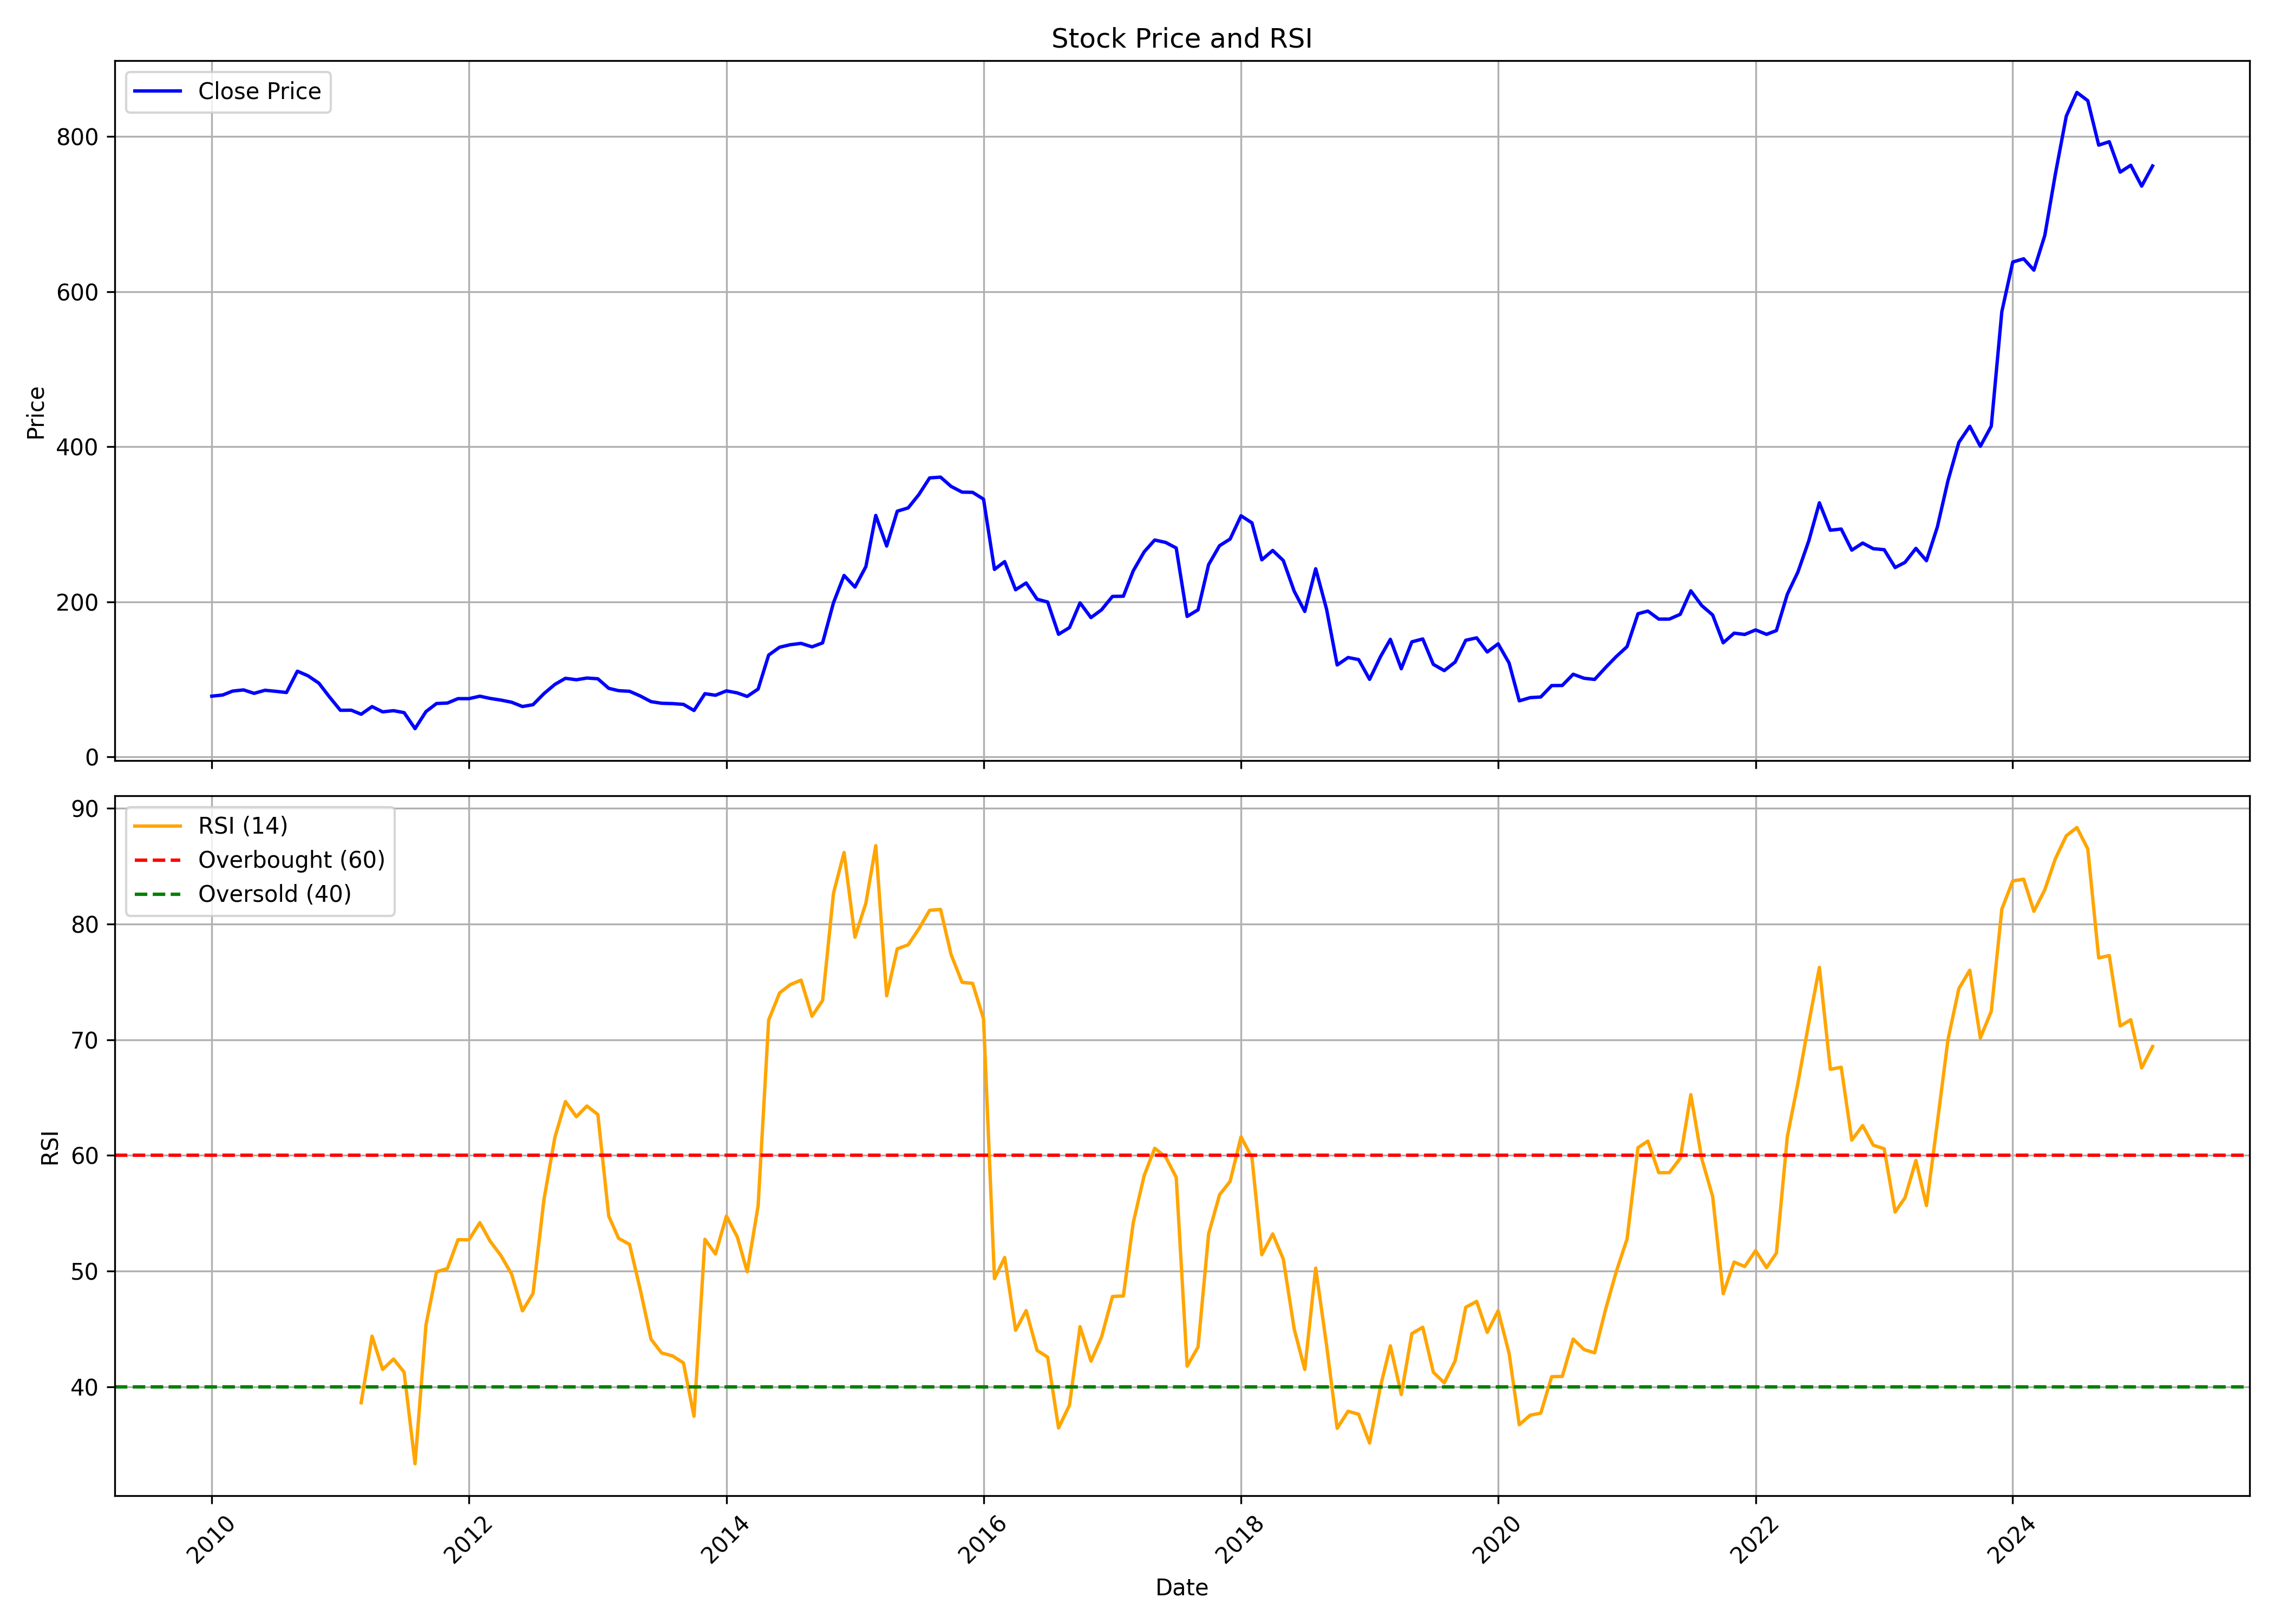 Stock Price and RSI
Close Price
800
600
400
200
0
Price
RSI (14)
Overbought (60)
Oversold (40)
90
80
70
60
50
40
RSI
2010
2012
2014
2016
2018
2020
2022
2024
Date